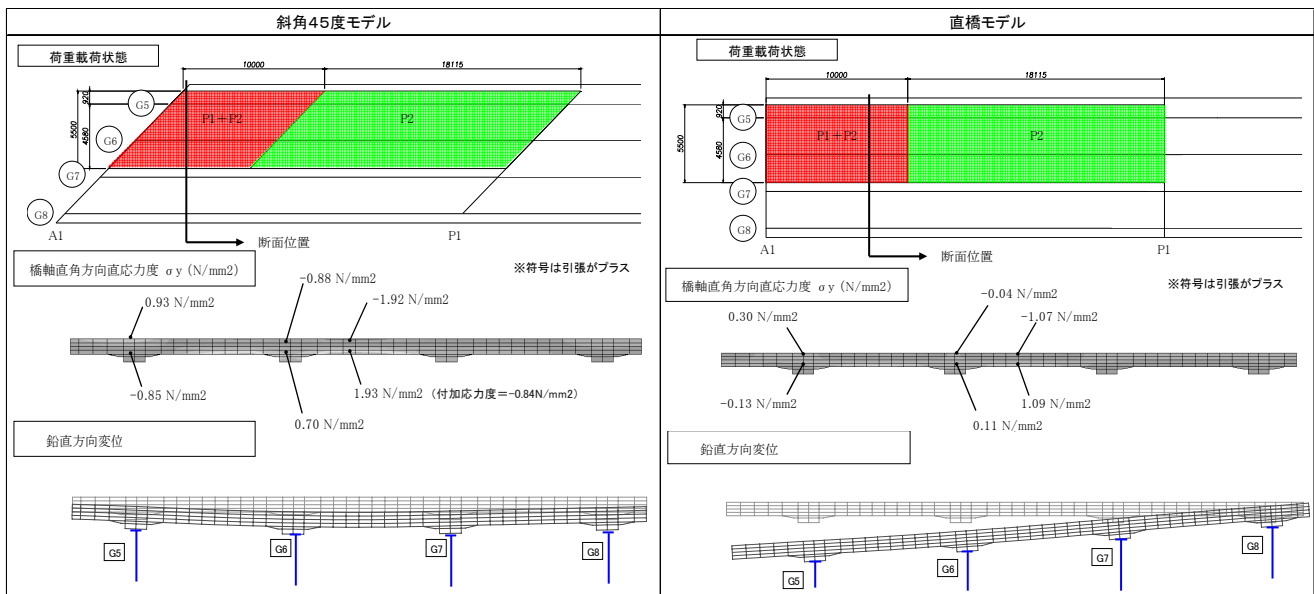 斜角45度モデル
荷重載荷状態
10000
18115
920
5500
4580
G5
G6
G7
G8
P1+P2
P2
A1
P1
断面位置
橋軸直角方向直応力度 σy (N/mm2)
※符号は引張がプラス
-0.88 N/mm2
0.93 N/mm2
-1.92 N/mm2
-0.85 N/mm2
1.93 N/mm2 (付加応力度=-0.84N/mm2)
0.70 N/mm2
鉛直方向変位
G5
G6
G7
G8
直橋モデル
荷重載荷状態
10000
18115
920
5500
4580
G5
G6
G7
G8
P1+P2
P2
A1
P1
断面位置
橋軸直角方向直応力度 σy (N/mm2)
※符号は引張がプラス
-0.04 N/mm2
0.30 N/mm2
-1.07 N/mm2
-0.13 N/mm2
1.09 N/mm2
0.11 N/mm2
鉛直方向変位
G5
G6
G7
G8